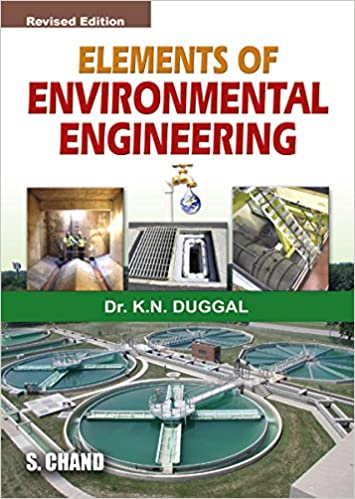 Revised Edition
ELEMENTS OF
ENVIRONMENTAL
ENGINEERING
Dr. K.N. DUGGAL
S. CHAND